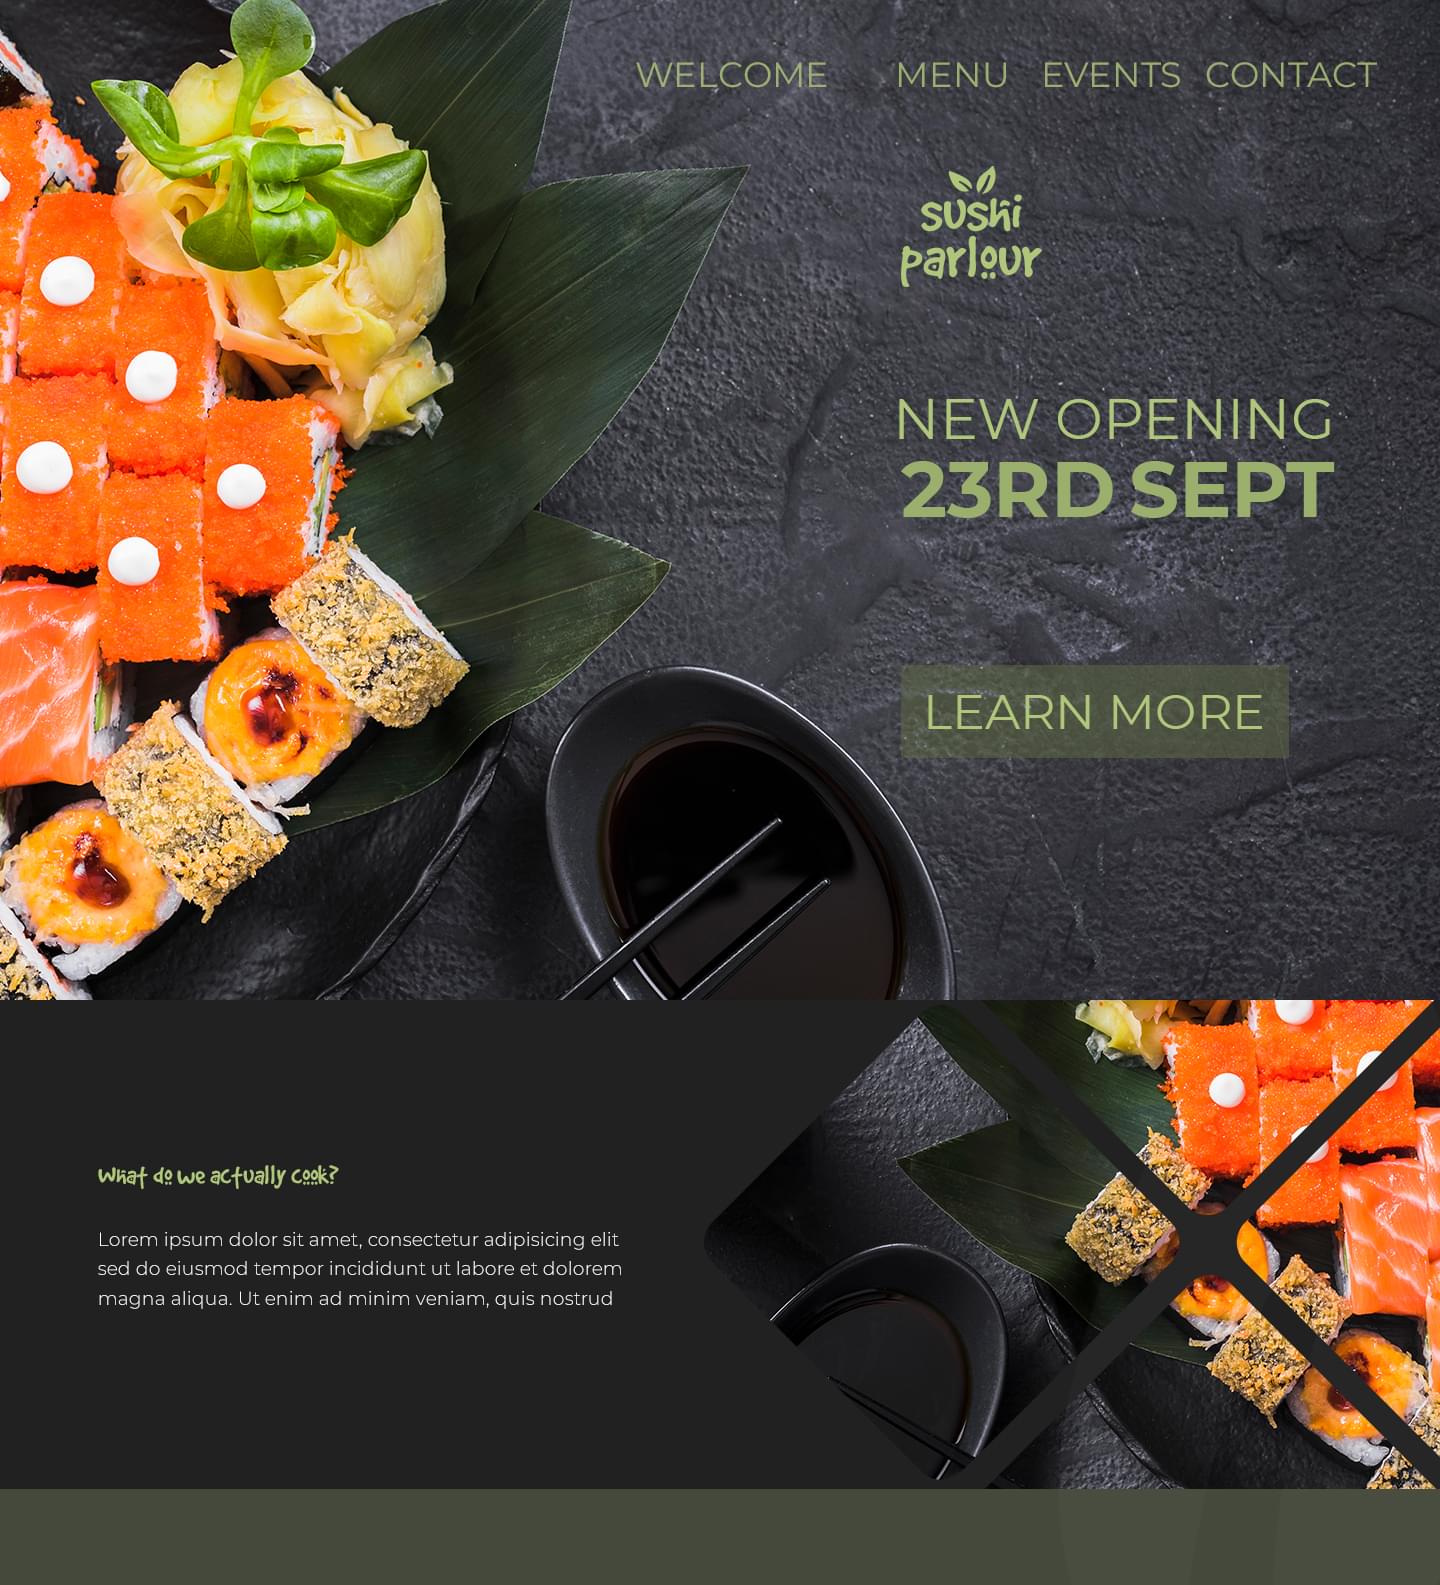 WELCOME MENU EVENTS CONTACT
sushi
parlour
NEW OPENING
23RD SEPT
LEARN MORE
What do we actually cook?
Lorem ipsum dolor sit amet, consectetur adipisicing elit
sed do eiusmod tempor incididunt ut labore et dolorem
magna aliqua. Ut enim ad minim veniam, quis nostrud